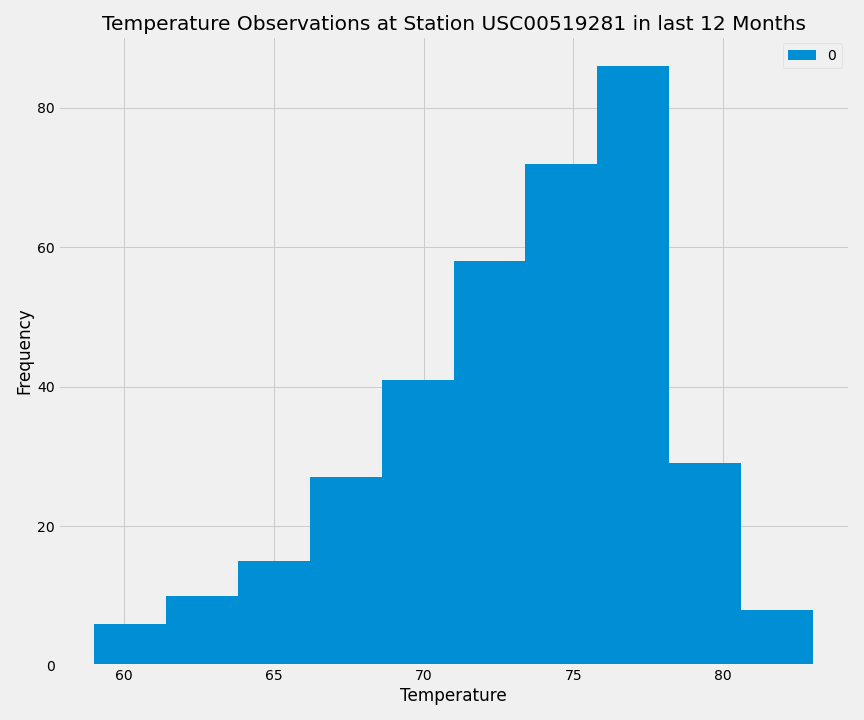 Temperature Observations at Station USC00519281 in last 12 Months
0
80
60
40
20
0
Frequency
60 65 70 75 80
Temperature